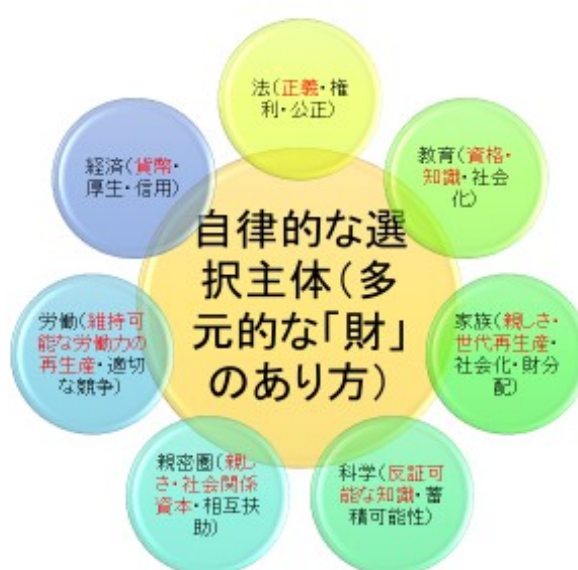 法(正義・権
利・公正)
教育(資格・
知識・社会
化)
家族(親しさ・
世代再生産・
社会化・財分
配)
科学(反証可
能な知識・蓄
積可能性)
親密圏(親し
さ・社会関係
資本・相互扶
助)
労働(維持可
能な労働力の
再生産・適切
な競争)
経済(貨幣・
厚生・信用)
自律的な選
択主体(多
元的な「財」
のあり方)